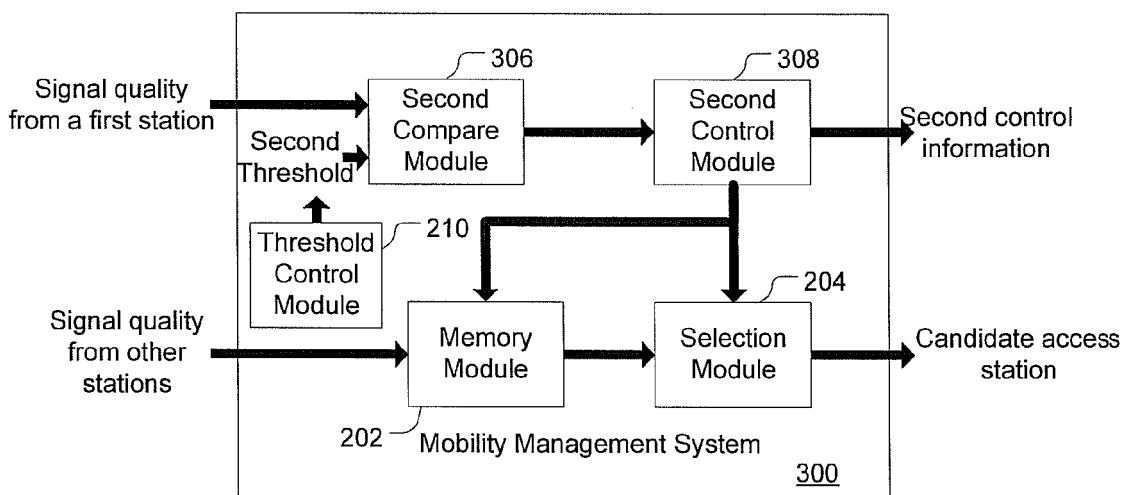 Signal quality
from a first station
306
Second
Compare
Module
308
Second
Control
Module
Second control
information
Second
Threshold
210
Threshold
Control
Module
204
Signal quality
from other
stations
Memory
Module
Selection
Module
Candidate access
station
202
Mobility Management System
300